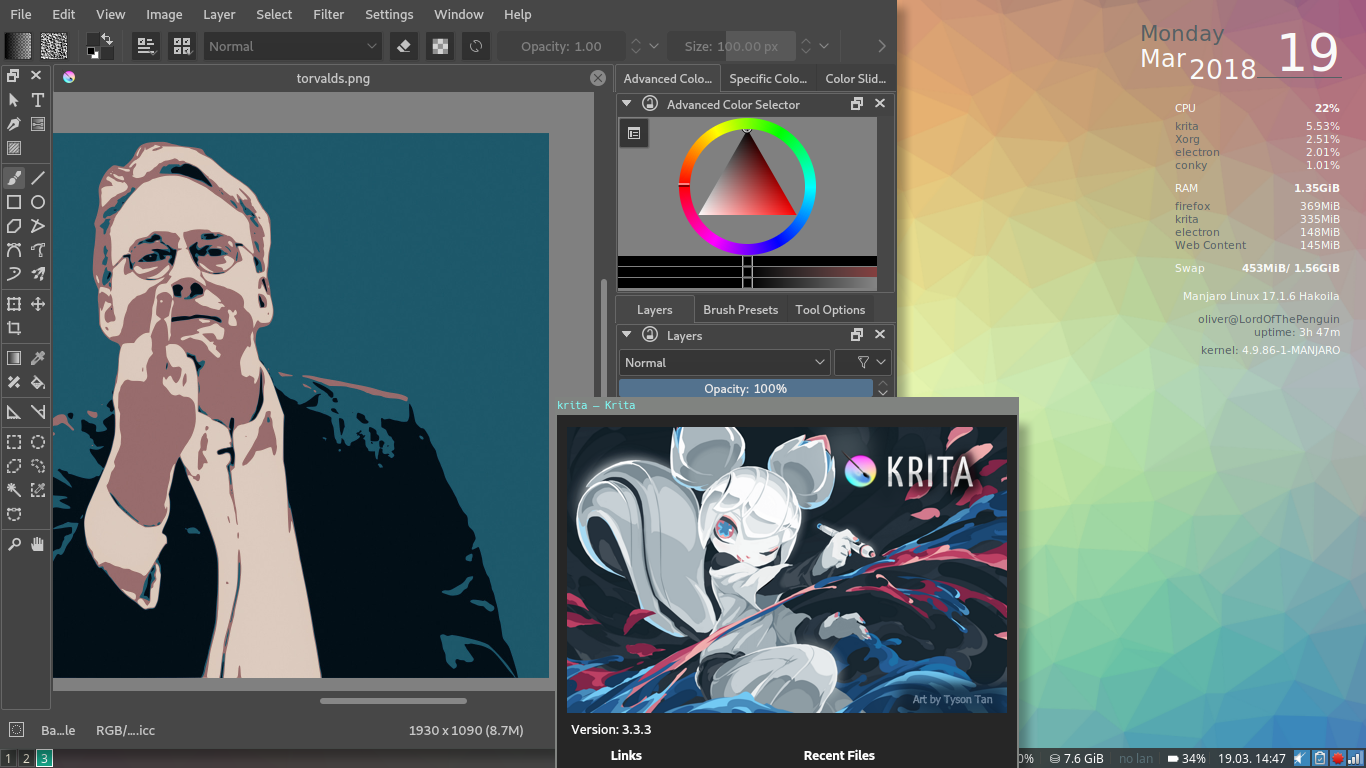 File Edit View Image Layer Select Filter Settings Window Help
Normal Opacity: 1.00 Size: 100.00 px
torvalds.png
Advanced Colo... Specific Colo... Color Slid...
Advanced Color Selector
Layers Brush Presets Tool Options
Layers
Normal
Opacity: 100%
krita – Krita
KRITA
Art by Tyson Tan
Version: 3.3.3
Links Recent Files
Ba...le RGB/....icc 1930 x 1090 (8.7M)
Monday
Mar 2018 19
CPU 22%
krita 5.53%
Xorg 2.51%
electron 2.01%
conky 1.01%
RAM 1.35GiB
firefox 369MiB
krita 335MiB
electron 148MiB
Web Content 145MiB
Swap 453MiB/ 1.56GiB
Manjaro Linux 17.1.6 Hakoila
oliver@LordOfThePenguin
uptime: 3h 47m
kernel: 4.9.86-1-MANJARO
1 2 3 0% 7.6 GiB no lan 34% 19.03. 14:47